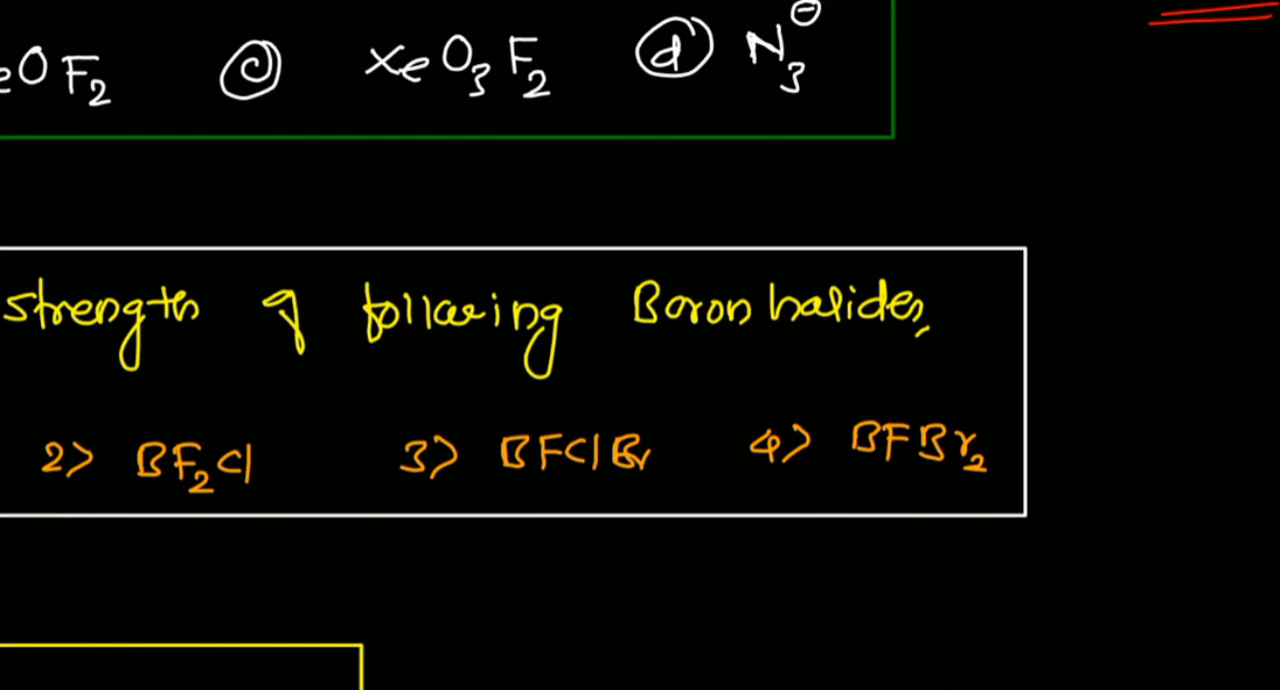 eOF₂ ⓒ XeO₃F₂ ⓓ N₃⊖
strength of following Boron halides,
2> BF₂Cl 3> BFClBr 4> BFBr₂